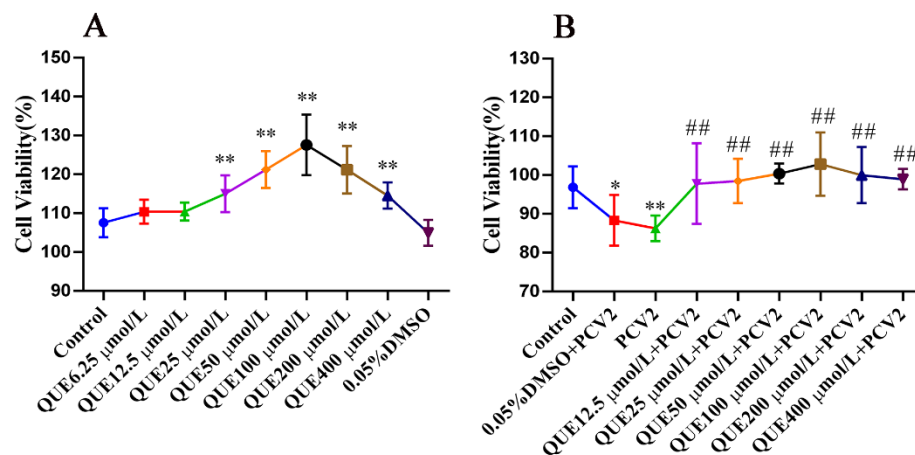 A
Cell Viability(%)
150
140
130
120
110
100
90
**
**
**
**
**
Control
QUE6.25 μmol/L
QUE12.5 μmol/L
QUE25 μmol/L
QUE50 μmol/L
QUE100 μmol/L
QUE200 μmol/L
QUE400 μmol/L
0.05%DMSO
B
Cell Viability(%)
130
120
110
100
90
80
70
*
**
##
##
##
##
##
##
Control
0.05%DMSO+PCV2
PCV2
QUE12.5 μmol/L+PCV2
QUE25 μmol/L+PCV2
QUE50 μmol/L+PCV2
QUE100 μmol/L+PCV2
QUE200 μmol/L+PCV2
QUE400 μmol/L+PCV2